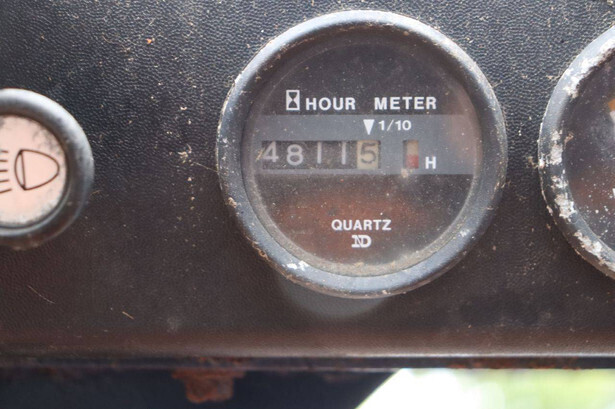 HOUR METER
1/10
48115
H
QUARTZ
ND